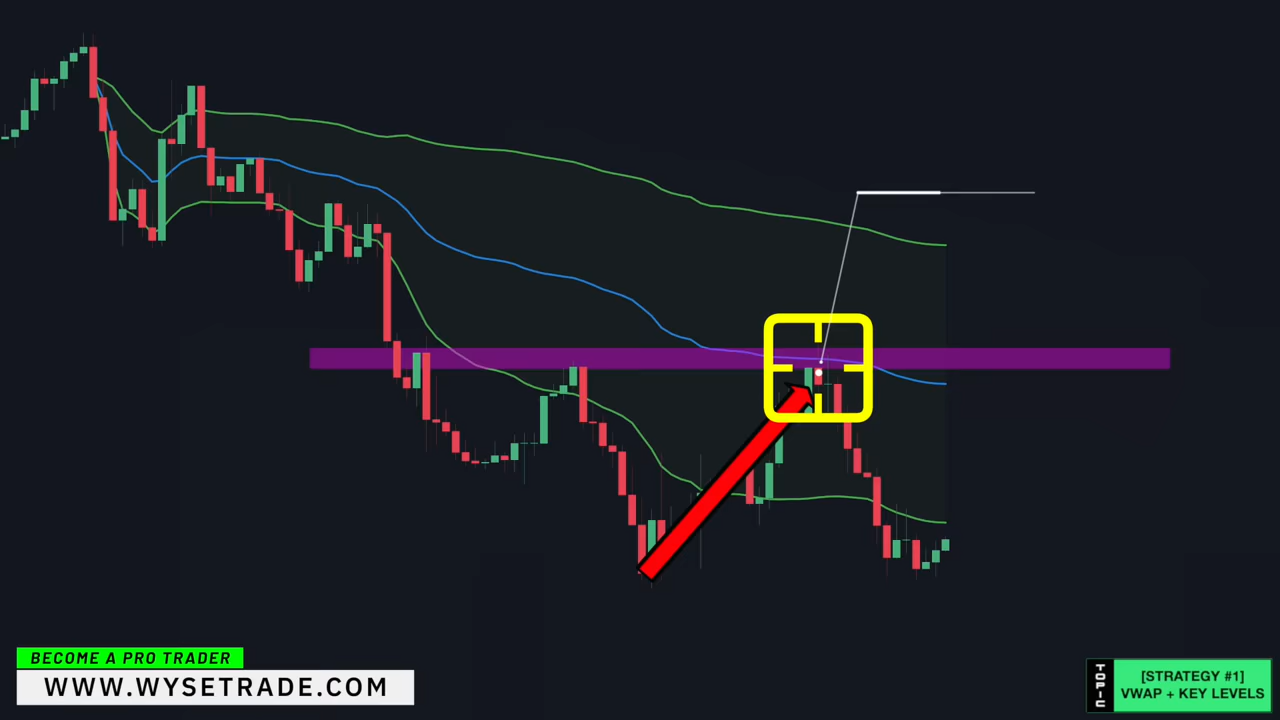 BECOME A PRO TRADER
WWW.WYSETRADE.COM
TOPIC
[STRATEGY #1]
VWAP + KEY LEVELS